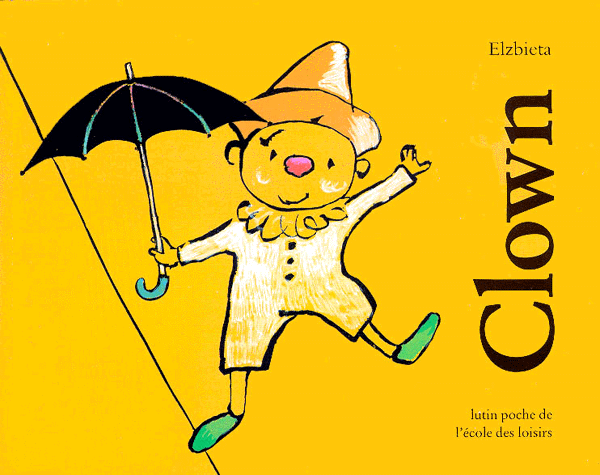 Elzbieta
Clown
lutin poche de
l'école des loisirs